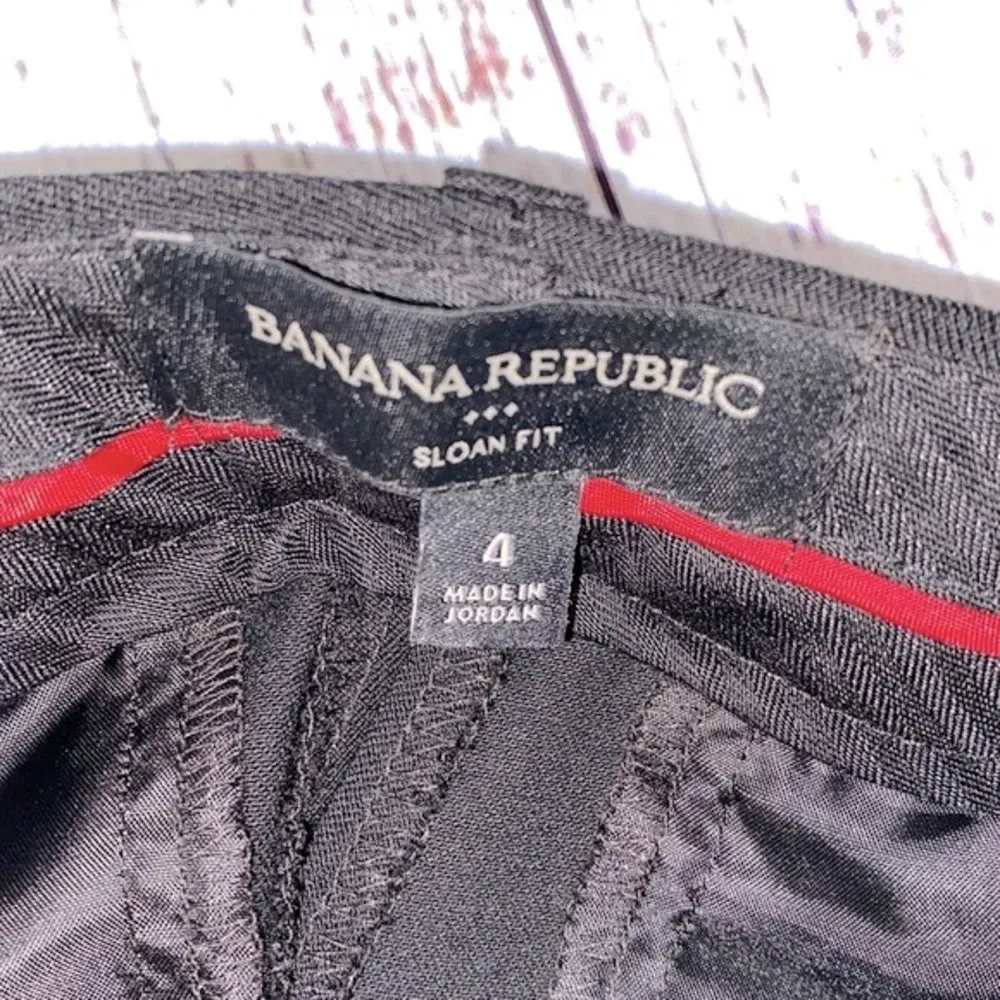 BANANA REPUBLIC
SLOAN FIT
4
MADE IN
JORDAN